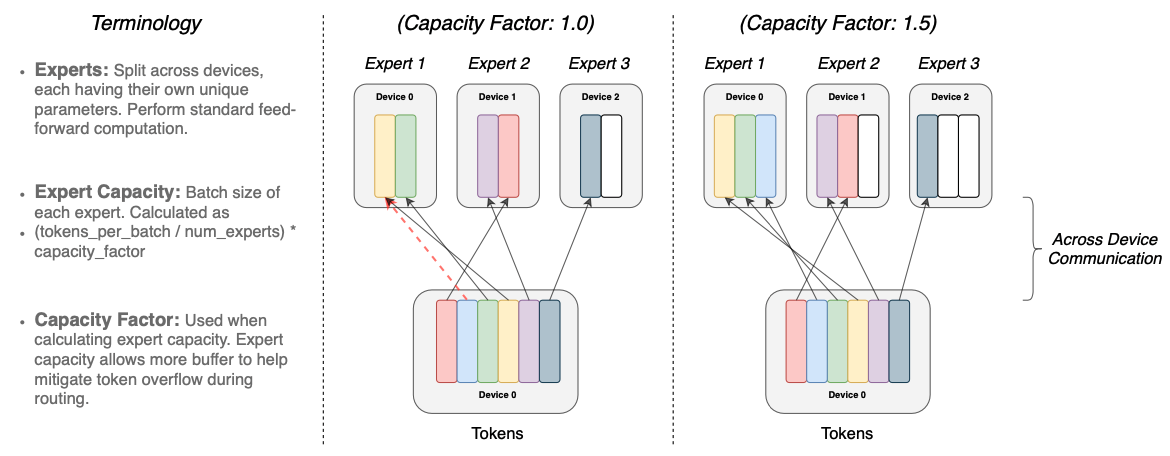 Terminology
• Experts: Split across devices,
each having their own unique
parameters. Perform standard feed-
forward computation.
• Expert Capacity: Batch size of
each expert. Calculated as
• (tokens_per_batch / num_experts) *
capacity_factor
• Capacity Factor: Used when
calculating expert capacity. Expert
capacity allows more buffer to help
mitigate token overflow during
routing.
(Capacity Factor: 1.0)
Expert 1 Expert 2 Expert 3
Device 0 Device 1 Device 2
Device 0
Tokens
(Capacity Factor: 1.5)
Expert 1 Expert 2 Expert 3
Device 0 Device 1 Device 2
Device 0
Tokens
Across Device
Communication